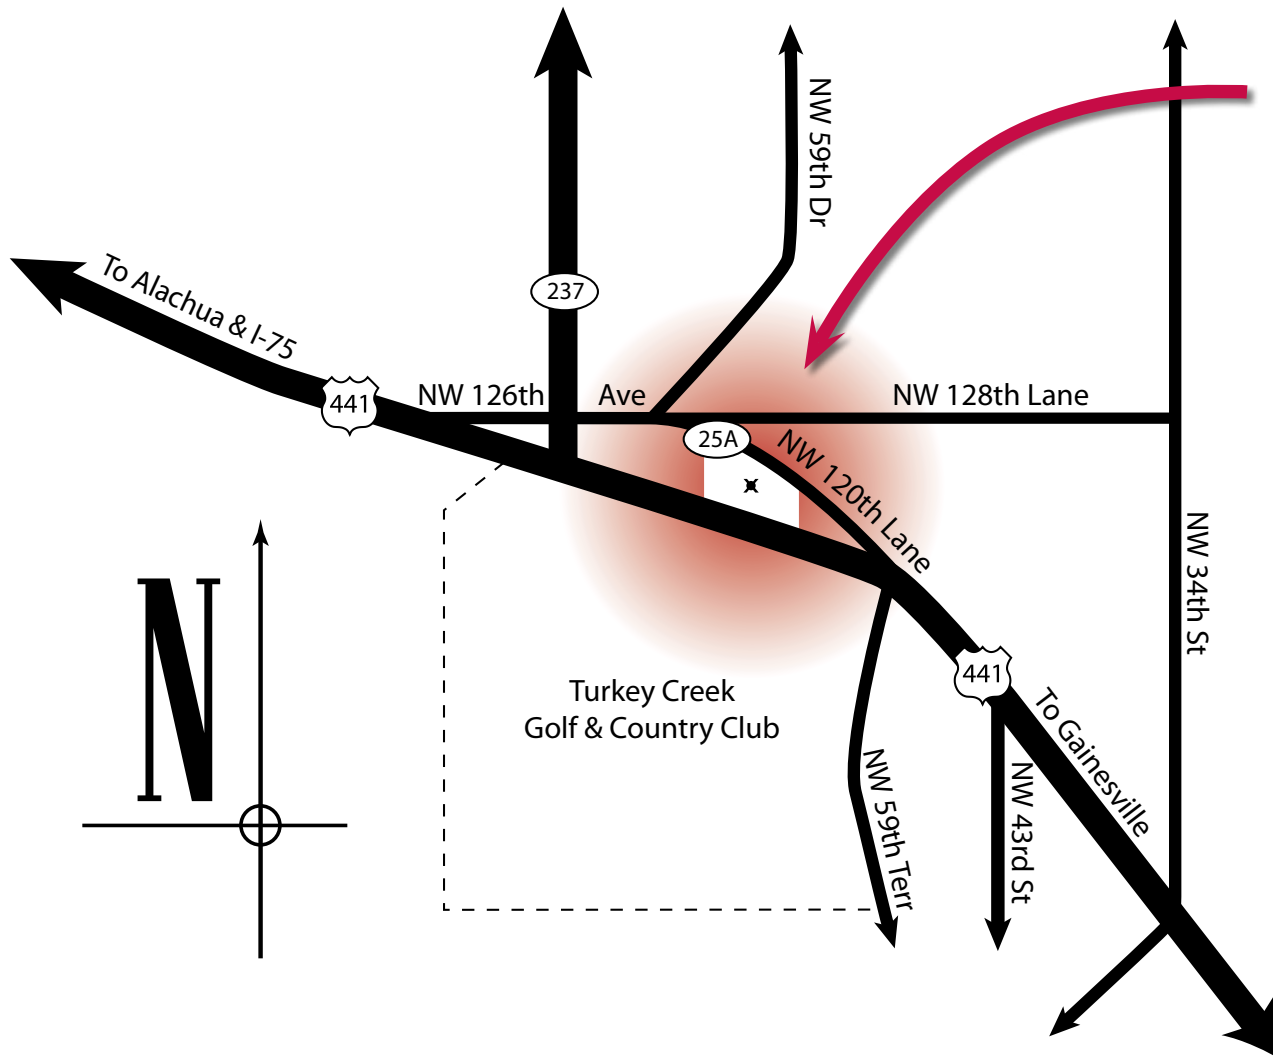 NW 59th Dr
To Alachua & I-75
237
441
NW 126th Ave
NW 128th Lane
25A
NW 120th Lane
NW 34th St
N
441
Turkey Creek
Golf & Country Club
To Gainesville
NW 59th Terr
NW 43rd St